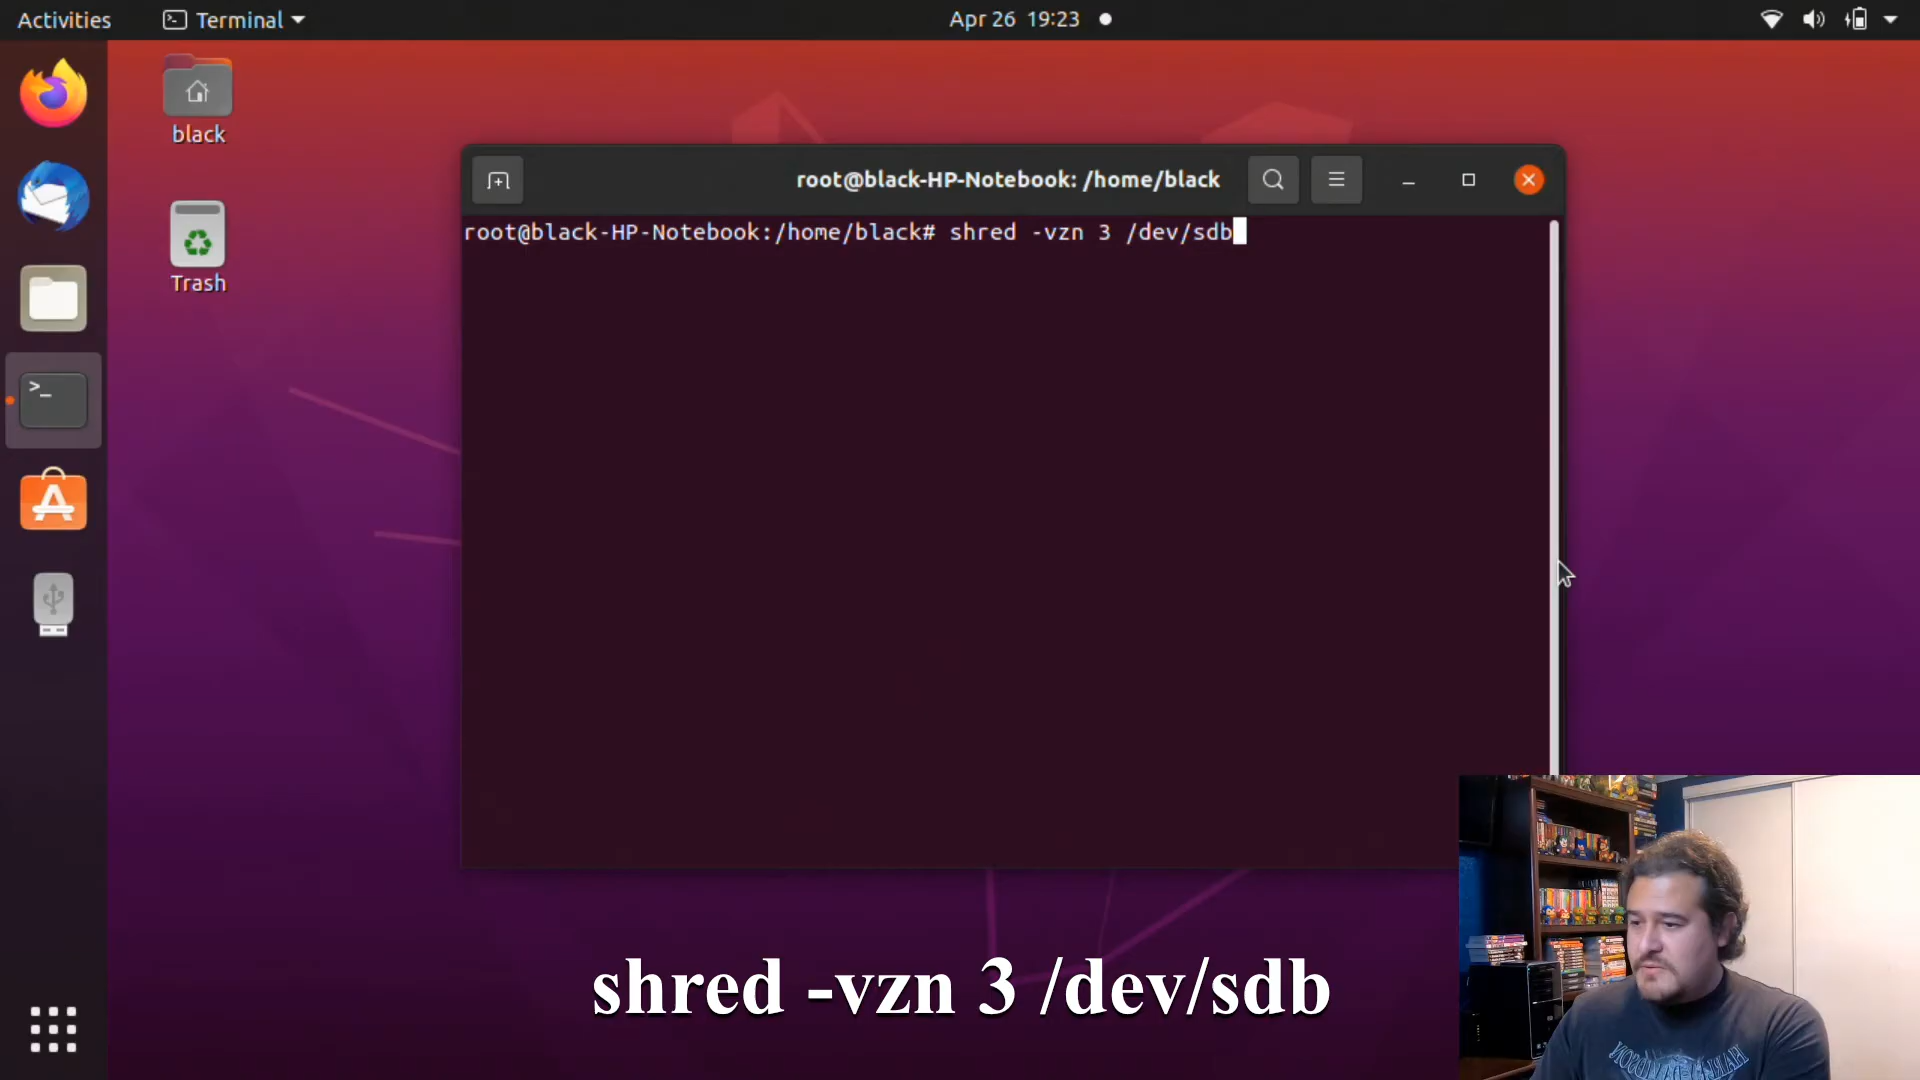 Activities
Terminal
Apr 26 19:23
black
Trash
root@black-HP-Notebook: /home/black
root@black-HP-Notebook:/home/black# shred -vzn 3 /dev/sdb
shred -vzn 3 /dev/sdb